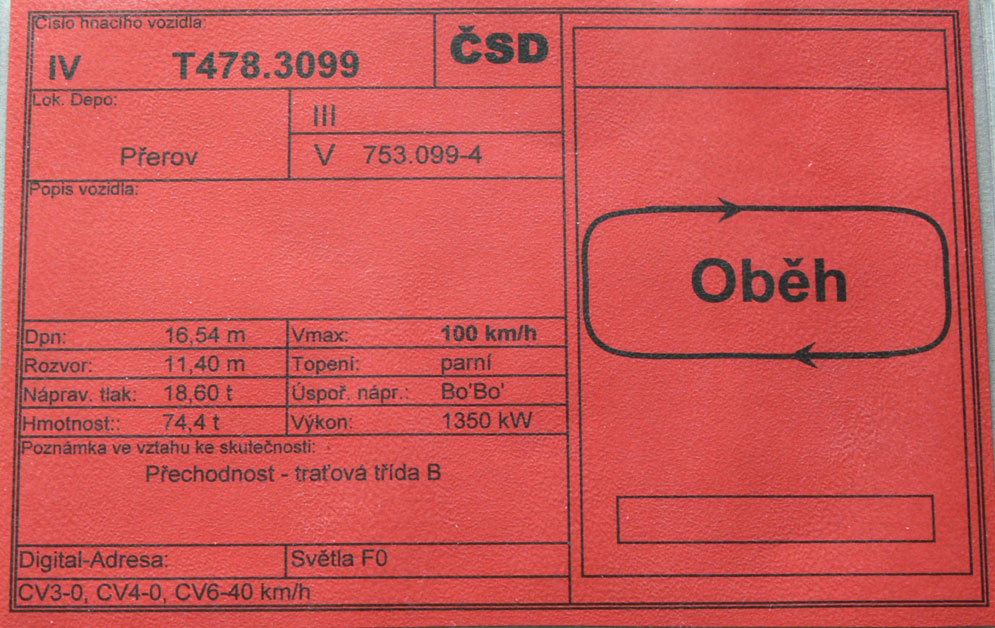 Číslo hnacího vozidla:
IV T478.3099
ČSD
Lok. Depo:
Přerov
III
V 753.099-4
Popis vozidla:
Dpn: 16,54 m Vmax: 100 km/h
Rozvor: 11,40 m Topení: parní
Náprav. tlak: 18,60 t Úspoř. nápr.: Bo'Bo'
Hmotnost:: 74,4 t Výkon: 1350 kW
Poznámka ve vztahu ke skutečnosti:
Přechodnost - traťová třída B
Digital-Adresa: Světla F0
CV3-0, CV4-0, CV6-40 km/h
Oběh